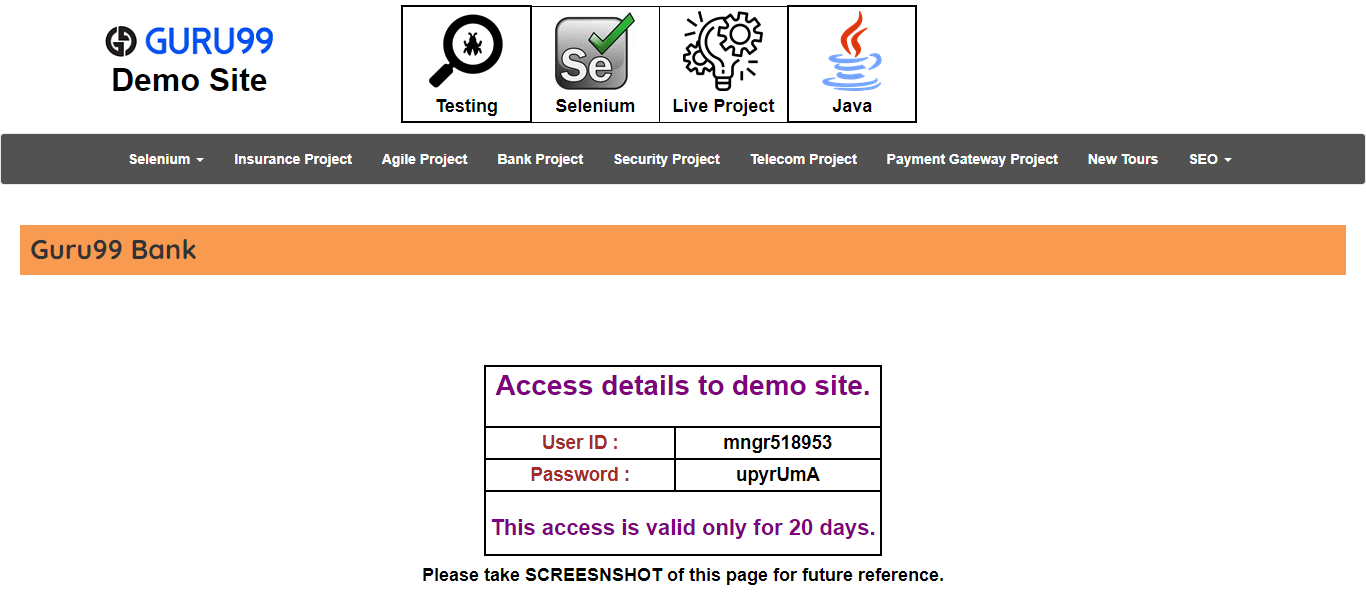 GURU99
Demo Site
Se
Testing
Selenium
Live Project
Java
Selenium
Insurance Project
Agile Project
Bank Project
Security Project
Telecom Project
Payment Gateway Project
New Tours
SEO
Guru99 Bank
Access details to demo site.
User ID : mngr518953
Password : upyrUmA
This access is valid only for 20 days.
Please take SCREESNSHOT of this page for future reference.